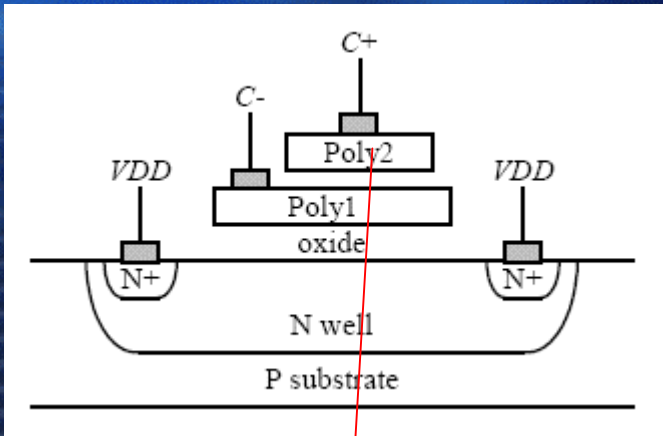 C+
C-
Poly2
VDD VDD
Poly1
oxide
N+ N+
N well
P substrate